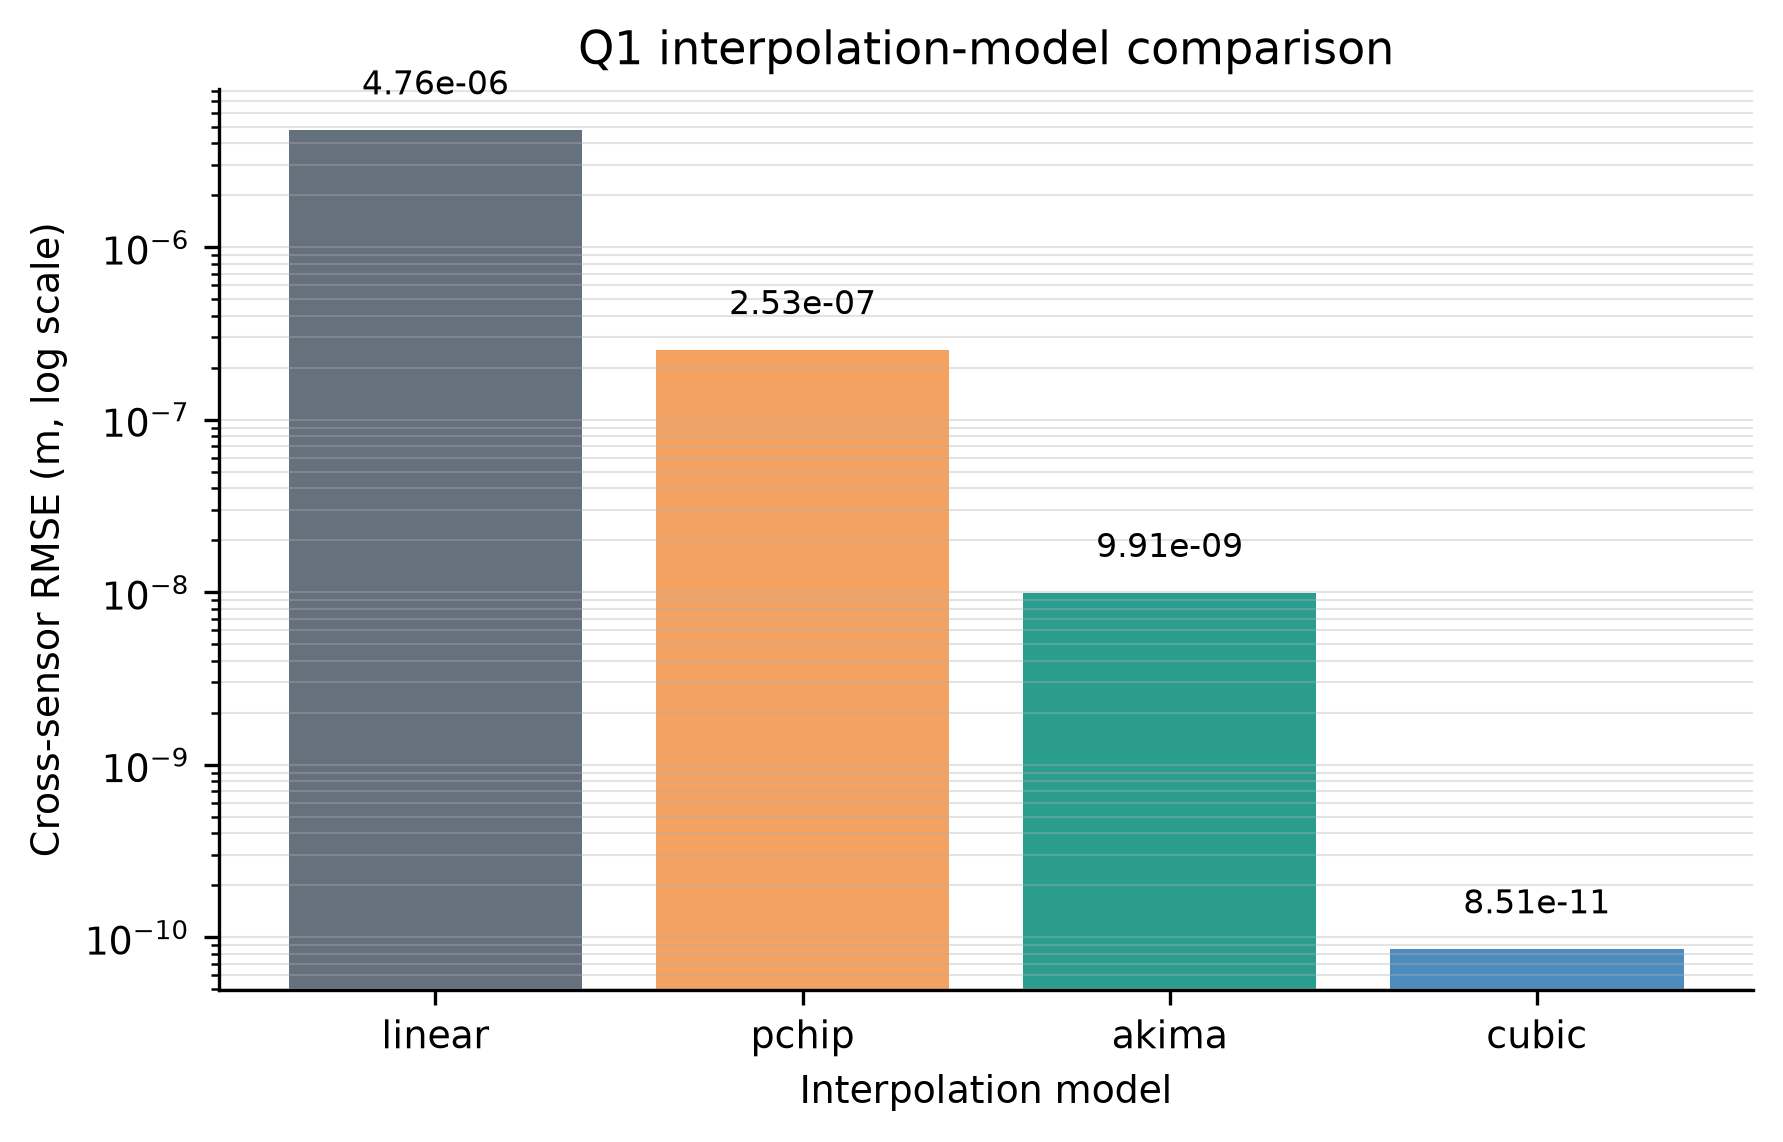 Q1 interpolation-model comparison
4.76e-06
2.53e-07
9.91e-09
8.51e-11
Cross-sensor RMSE (m, log scale)
10⁻⁶
10⁻⁷
10⁻⁸
10⁻⁹
10⁻¹⁰
linear pchip akima cubic
Interpolation model